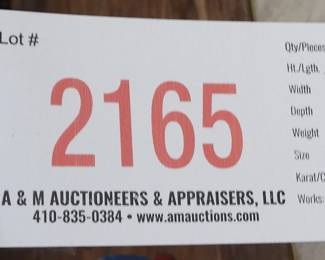 Lot #
2165
A & M AUCTIONEERS & APPRAISERS, LLC
410-835-0384 • www.amauctions.com
Qty/Pieces
Ht./Lgth.
Width
Depth
Weight
Size
Karat/C
Works: